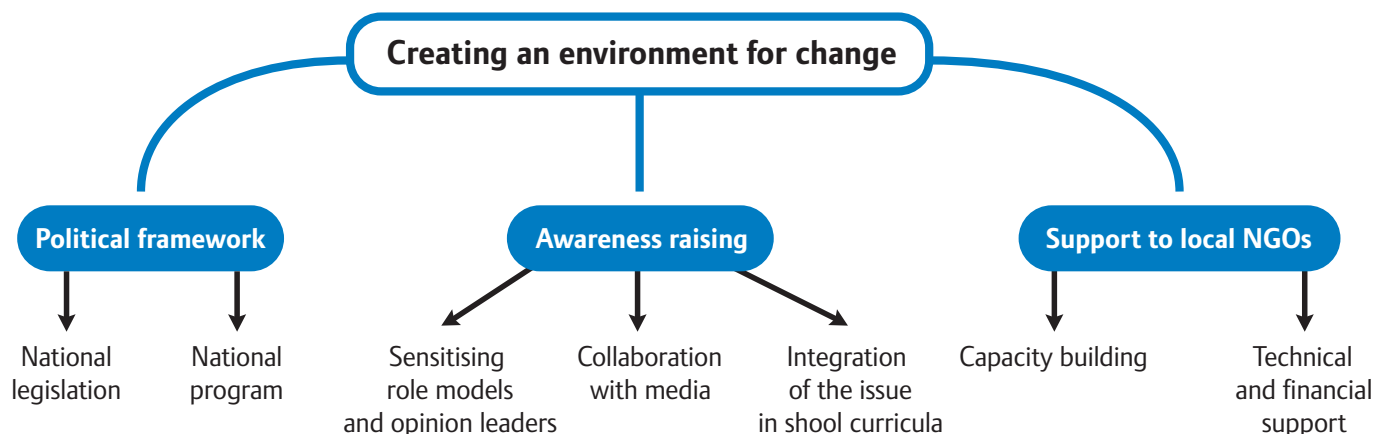 Creating an environment for change
Political framework
Awareness raising
Support to local NGOs
National
legislation
National
program
Sensitising
role models
and opinion leaders
Collaboration
with media
Integration
of the issue
in shool curricula
Capacity building
Technical
and financial
support